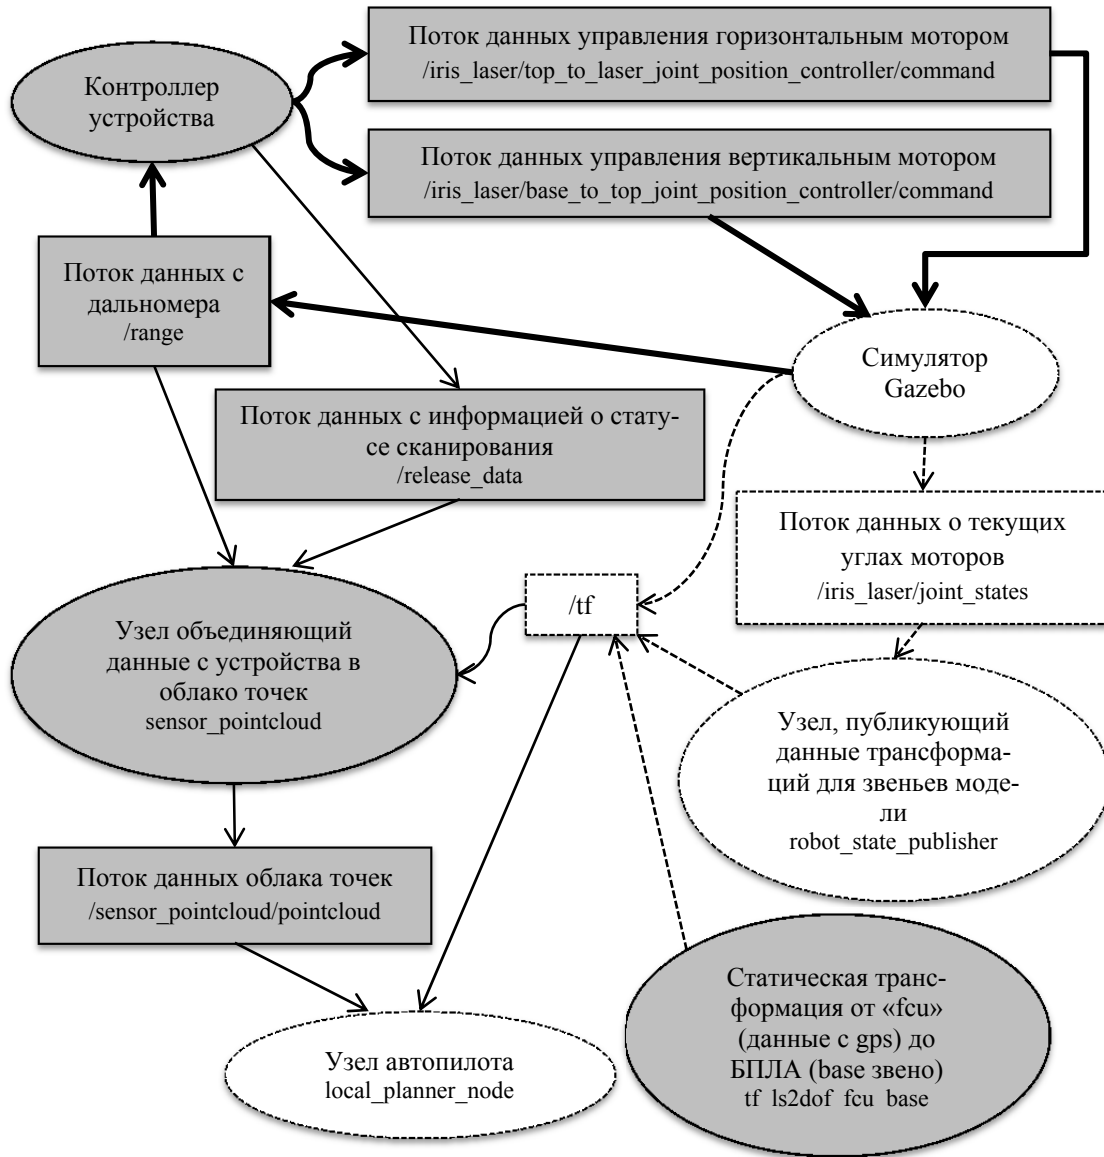 Поток данных управления горизонтальным мотором
/iris_laser/top_to_laser_joint_position_controller/command
Контроллер
устройства
Поток данных управления вертикальным мотором
/iris_laser/base_to_top_joint_position_controller/command
Поток данных с
дальномера
/range
Симулятор
Gazebo
Поток данных с информацией о стату-
се сканирования
/release_data
Поток данных о текущих
углах моторов
/iris_laser/joint_states
/tf
Узел объединяющий
данные с устройства в
облако точек
sensor_pointcloud
Узел, публикующий
данные трансформа-
ций для звеньев моде-
ли
robot_state_publisher
Поток данных облака точек
/sensor_pointcloud/pointcloud
Статическая транс-
формация от «fcu»
(данные с gps) до
БПЛА (base звено)
tf_ls2dof_fcu_base
Узел автопилота
local_planner_node